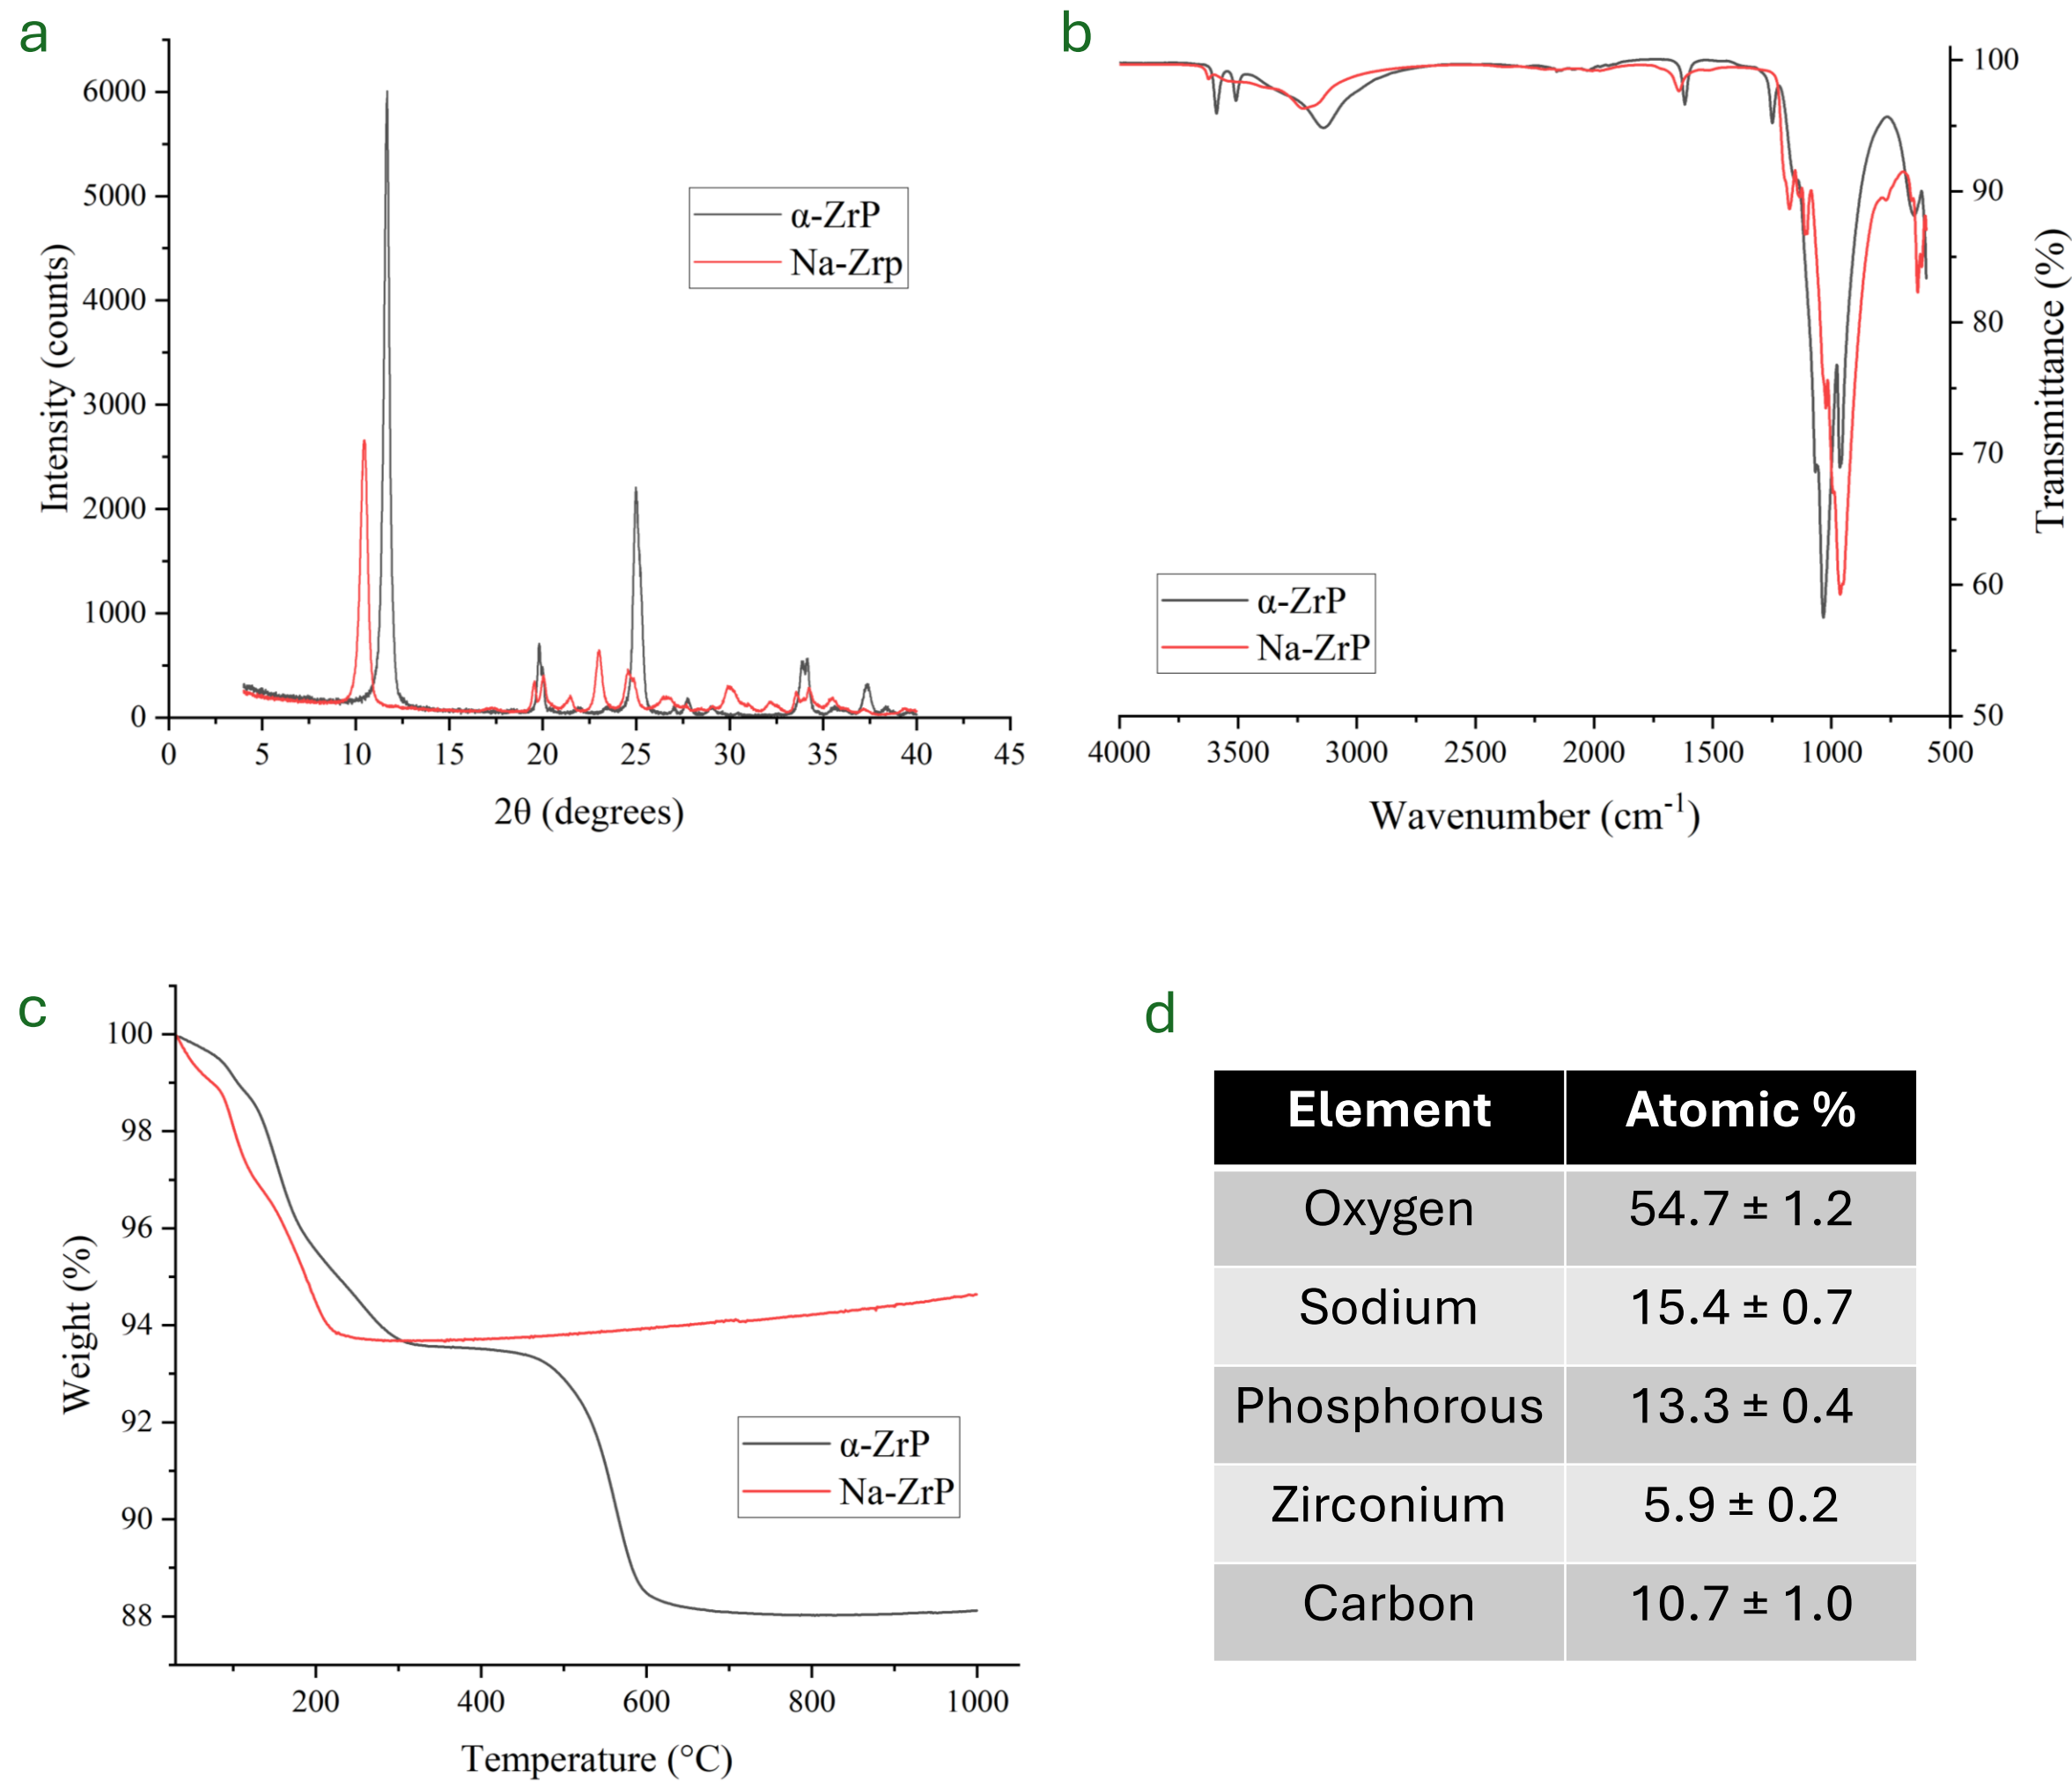 a
6000
5000
4000
3000
2000
1000
0
Intensity (counts)
α-ZrP
Na-Zrp
0 5 10 15 20 25 30 35 40 45
2θ (degrees)
b
100
90
80
70
60
50
Transmittance (%)
α-ZrP
Na-ZrP
4000 3500 3000 2500 2000 1500 1000 500
Wavenumber (cm⁻¹)
c
100
98
96
94
92
90
88
Weight (%)
α-ZrP
Na-ZrP
200 400 600 800 1000
Temperature (°C)
d
Element Atomic %
Oxygen 54.7 ± 1.2
Sodium 15.4 ± 0.7
Phosphorous 13.3 ± 0.4
Zirconium 5.9 ± 0.2
Carbon 10.7 ± 1.0